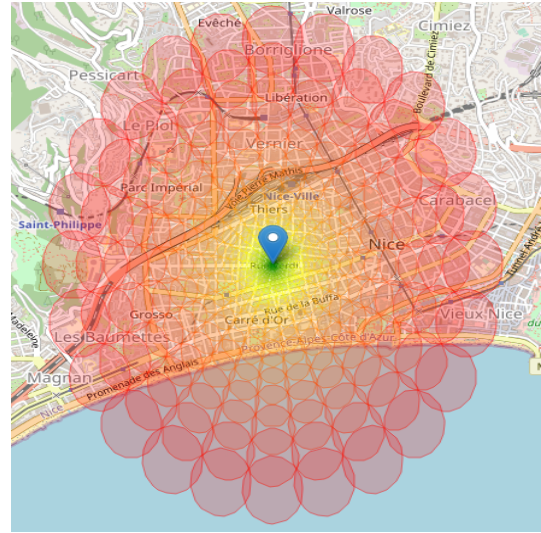 Valrose
Evêché
Cimiez
Borriglione
Boulevard de Cimiez
Pessicart
Libération
Le Piol
Vernier
Voie Pierre Mathis
Parc Impérial
Nice-Ville
Carabacel
Thiers
Saint-Philippe
Nice
Tunnel André
Rue de la Buffa
Grosso
Carré d'Or
Vieux Nice
Madeleine
Les Baumettes
Provence-Alpes-Côte d'Azur
Promenade des Anglais
Magnan
Nice